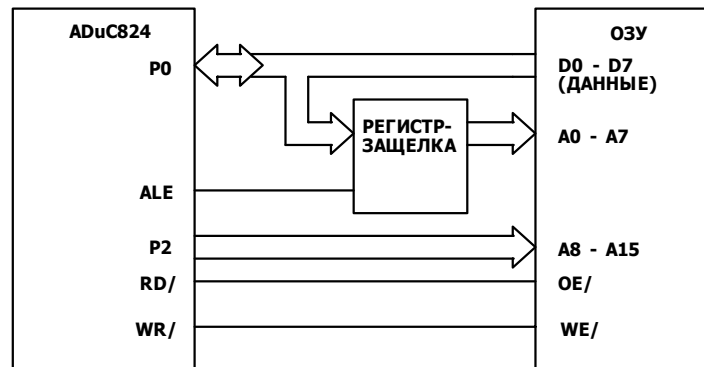 ADuC824
ОЗУ
P0
D0 - D7
(ДАННЫЕ)
РЕГИСТР-
ЗАЩЕЛКА
A0 - A7
ALE
P2
A8 - A15
RD/
OE/
WR/
WE/